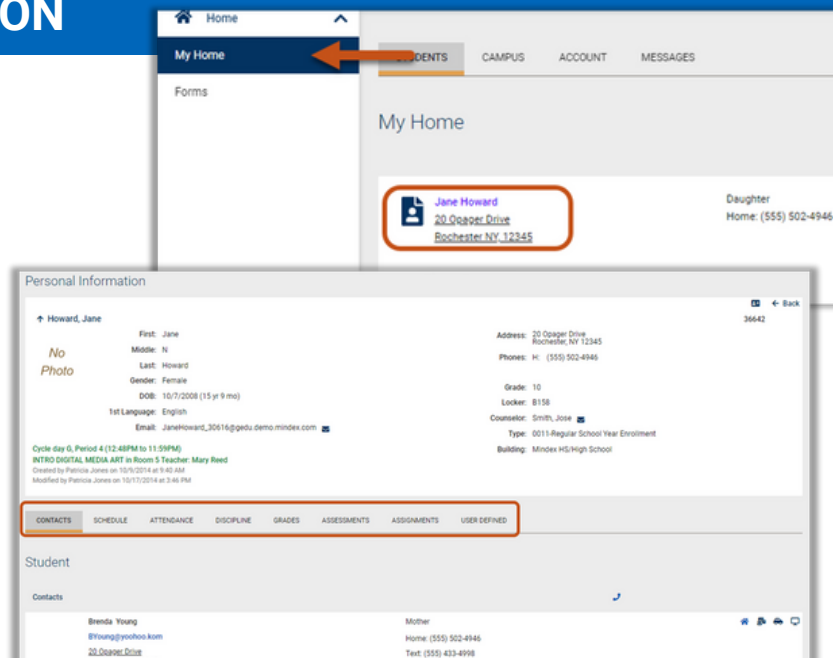 ON
Home
My Home
STUDENTS CAMPUS ACCOUNT MESSAGES
Forms
My Home
Jane Howard
20 Opager Drive
Rochester NY, 12345
Daughter
Home: (555) 502-4946
Personal Information
Back
Howard, Jane
36642
No
Photo
First: Jane
Middle: N
Last: Howard
Gender: Female
DOB: 10/7/2008 (15 yr 9 mo)
1st Language: English
Email: JaneHoward_30616@gedu.demo.mindex.com
Address: 20 Opager Drive
Rochester, NY 12345
Phones: H: (555) 502-4946
Grade: 10
Locker: B158
Counselor: Smith, Jose
Type: 0011-Regular School Year Enrollment
Building: Mindex HS/High School
Cycle day G, Period 4 (12:48PM to 11:59PM)
INTRO DIGITAL MEDIA ART in Room 5 Teacher: Mary Reed
Created by Patricia Jones on 10/9/2014 at 9:40 AM
Modified by Patricia Jones on 10/17/2014 at 3:46 PM
CONTACTS SCHEDULE ATTENDANCE DISCIPLINE GRADES ASSESSMENTS ASSIGNMENTS USER DEFINED
Student
Contacts
Brenda Young
BYoung@yoohoo.kom
20 Opager Drive
Mother
Home: (555) 502-4946
Text: (555) 433-4998